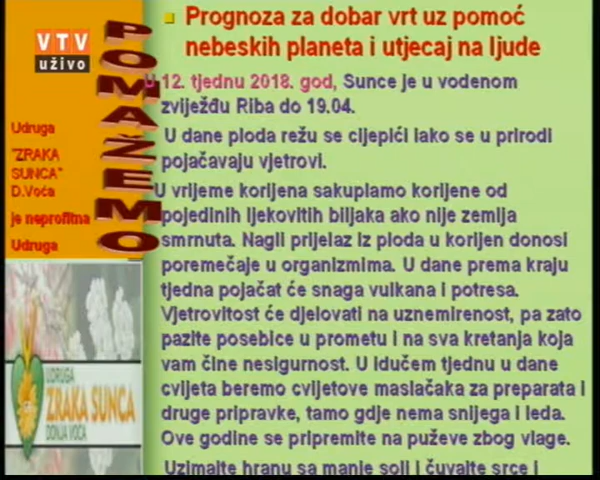 VTV
uživo
POMAŽEMO
Udruga
"ZRAKA
SUNCA"
D.Voća
je neprofitna
Udruga
UDRUGA
ZRAKA SUNCA
DONJA VOĆA
Prognoza za dobar vrt uz pomoć
nebeskih planeta i utjecaj na ljude
U 12. tjednu 2018. god, Sunce je u vodenom
zviježđu Riba do 19.04.
U dane ploda režu se cijepići iako se u prirodi
pojačavaju vjetrovi.
U vrijeme korijena sakupljamo korijene od
pojedinih ljekovitih biljaka ako nije zemlja
smrnuta. Nagli prijelaz iz ploda u korijen donosi
poremečaje u organizmima. U dane prema kraju
tjedna pojačat će snaga vulkana i potresa.
Vjetrovitost će djelovati na uznemirenost, pa zato
pazite posebice u prometu i na sva kretanja koja
vam čine nesigurnost. U idučem tjednu u dane
cvijeta beremo cvijetove maslačaka za preparata i
druge pripravke, tamo gdje nema snijega i leda.
Ove godine se pripremite na puževe zbog vlage.
Uzimajte hranu sa manje soli i čuvajte srce i